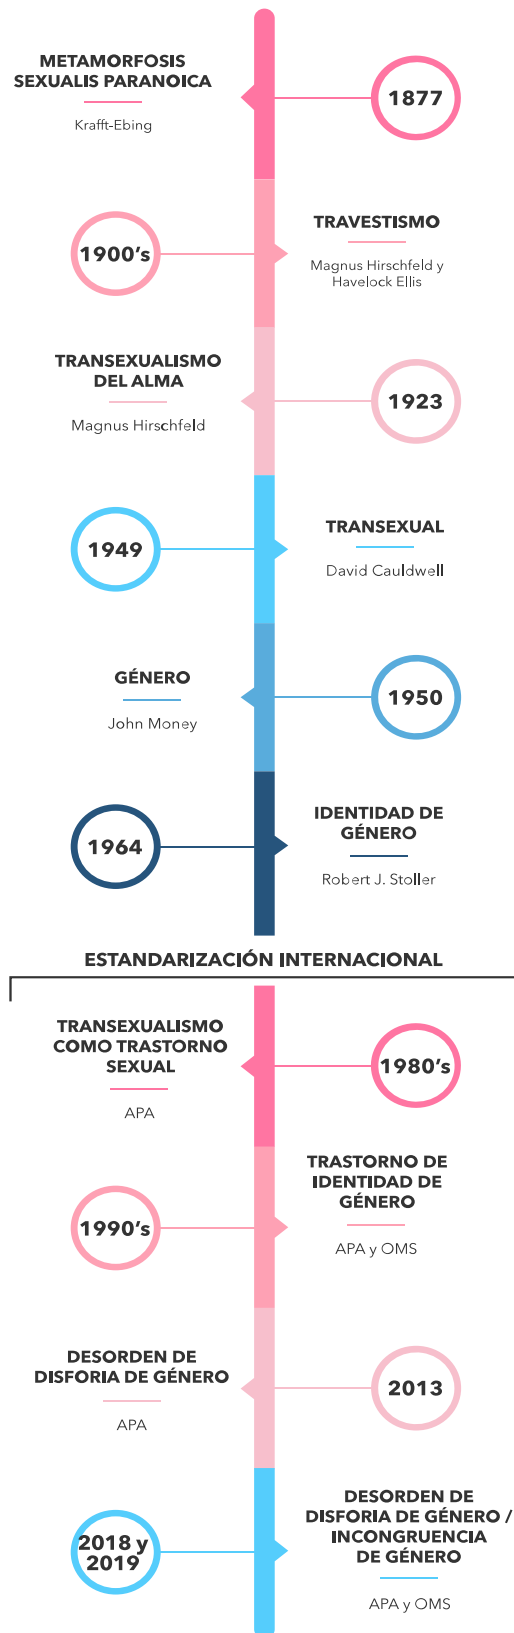 METAMORFOSIS
SEXUALIS PARANOICA
Krafft-Ebing
1877
1900's
TRAVESTISMO
Magnus Hirschfeld y
Havelock Ellis
TRANSEXUALISMO
DEL ALMA
Magnus Hirschfeld
1923
1949
TRANSEXUAL
David Cauldwell
GÉNERO
John Money
1950
1964
IDENTIDAD DE
GÉNERO
Robert J. Stoller
ESTANDARIZACIÓN INTERNACIONAL
TRANSEXUALISMO
COMO TRASTORNO
SEXUAL
APA
1980's
1990's
TRASTORNO DE
IDENTIDAD DE
GÉNERO
APA y OMS
DESORDEN DE
DISFORIA DE GÉNERO
APA
2013
2018 y
2019
DESORDEN DE
DISFORIA DE GÉNERO /
INCONGRUENCIA
DE GÉNERO
APA y OMS